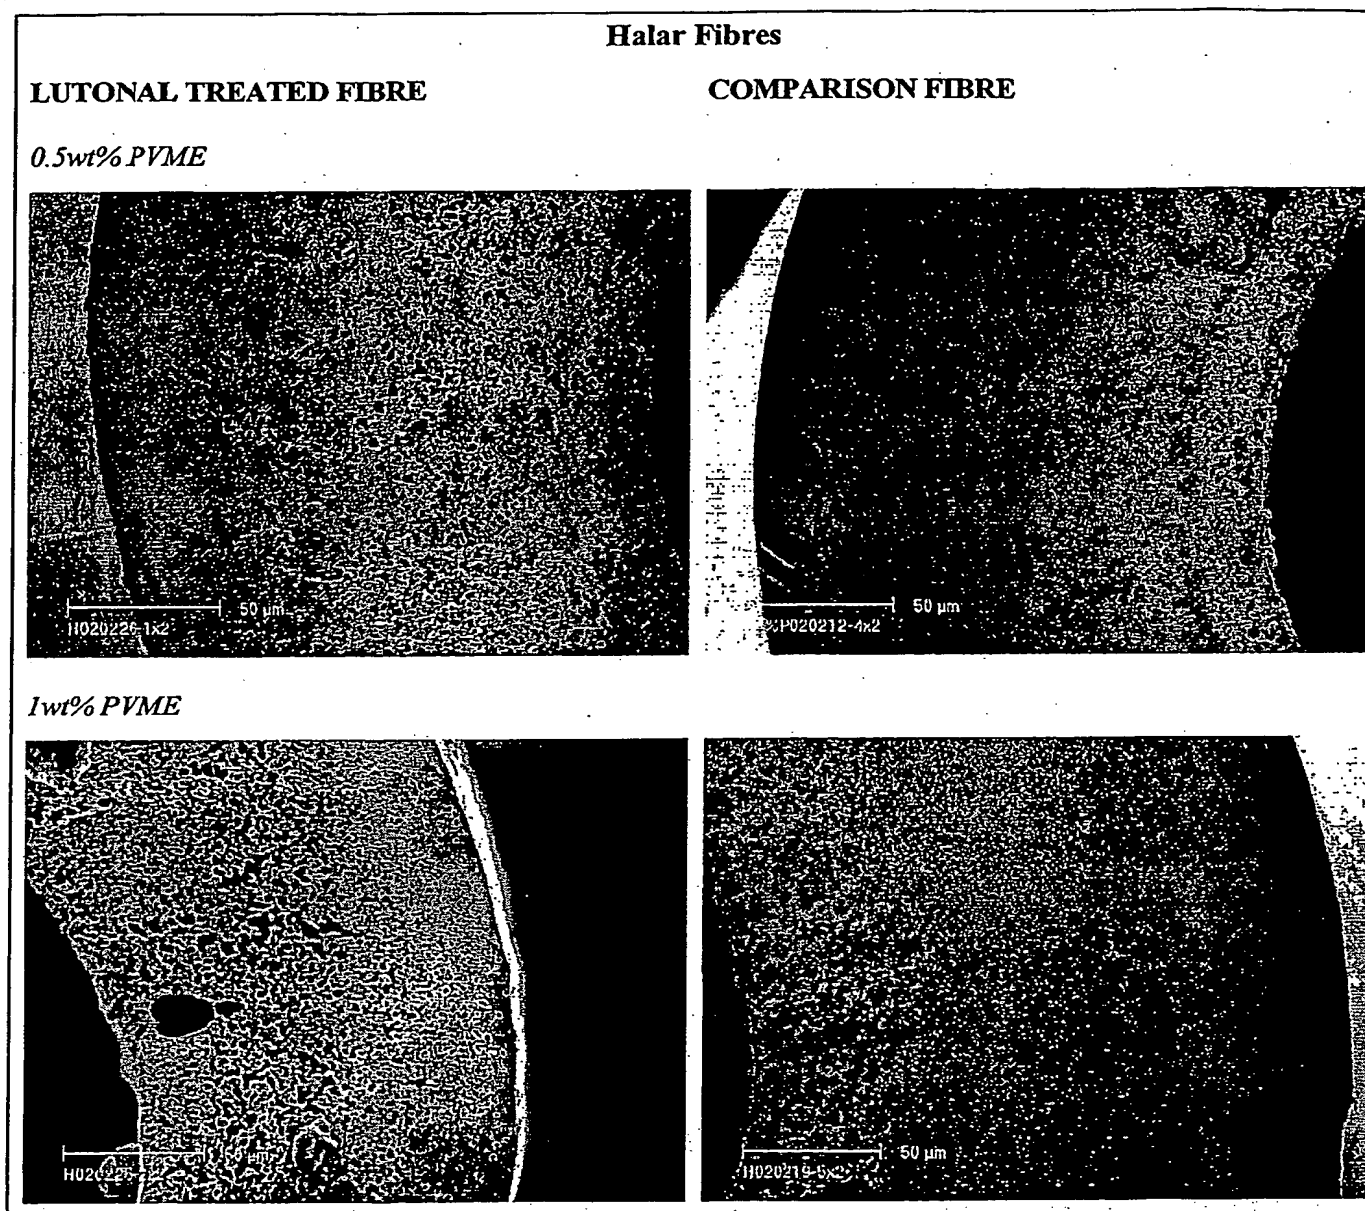 Halar Fibres
LUTONAL TREATED FIBRE
COMPARISON FIBRE
0.5wt% PVME
50 µm
H020226-1x2
50 µm
P020212-4x2
1wt% PVME
50 µm
H020226
50 µm
H020219-5x2